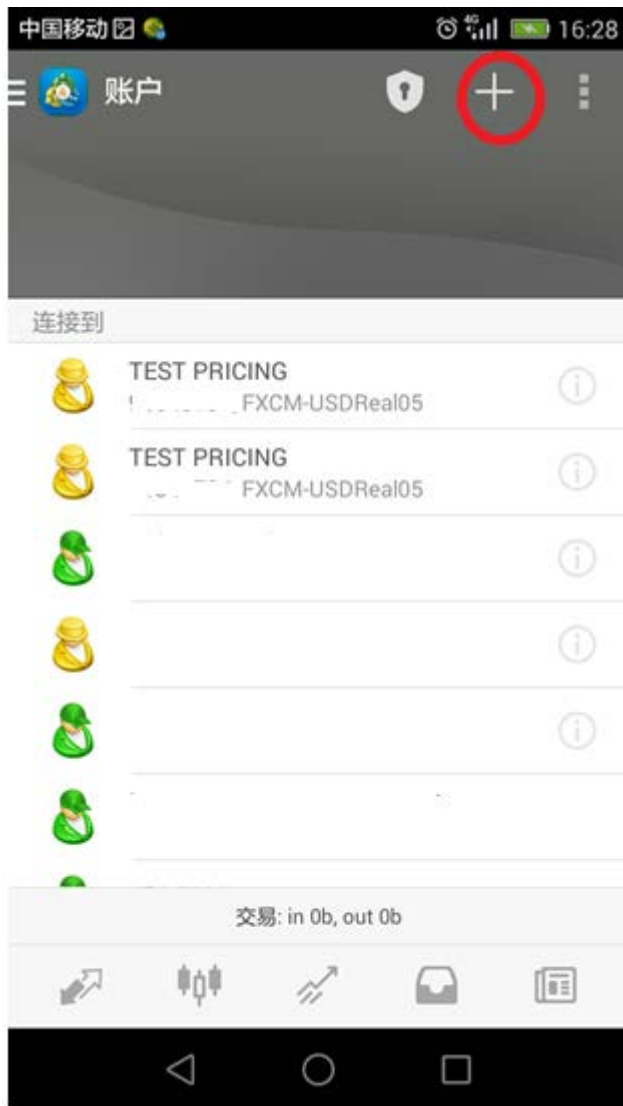 中国移动 4G 16:28
账户
连接到
TEST PRICING
FXCM-USDReal05
TEST PRICING
FXCM-USDReal05
交易: in 0b, out 0b